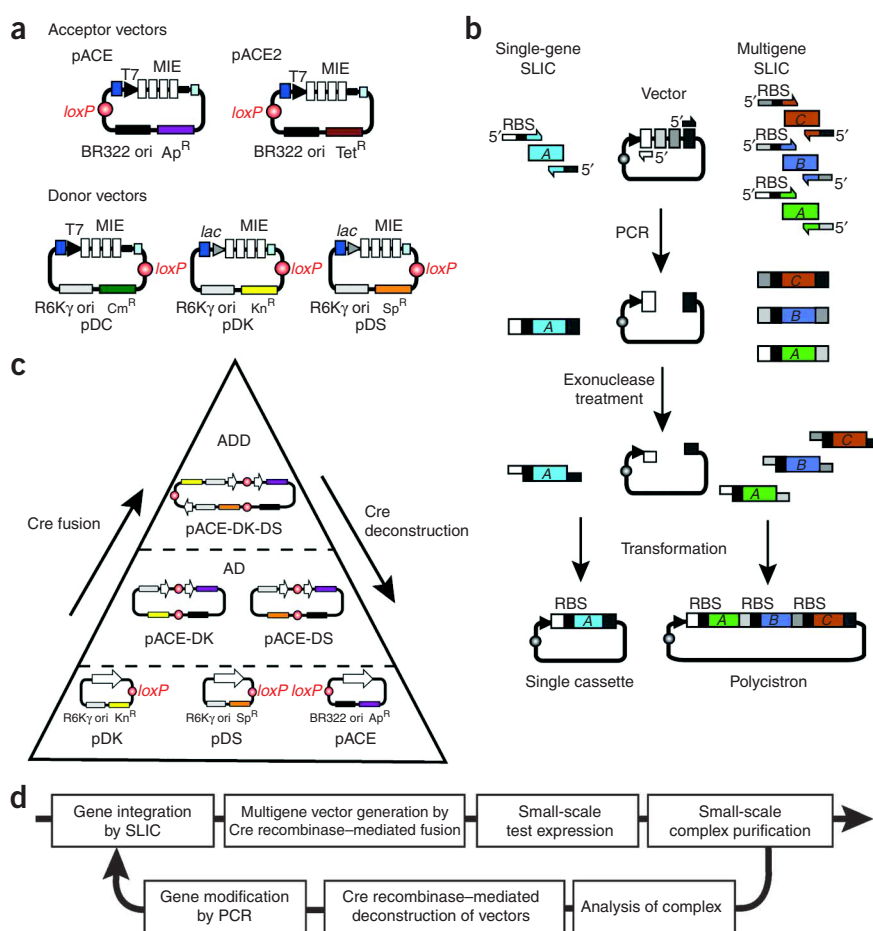 a
Acceptor vectors
pACE
T7 MIE
loxP
BR322 ori Ap^R
pACE2
T7 MIE
loxP
BR322 ori Tet^R
Donor vectors
T7 MIE
loxP
R6Kγ ori Cm^R
pDC
lac MIE
loxP
R6Kγ ori Kn^R
pDK
lac MIE
loxP
R6Kγ ori Sp^R
pDS
b
Single-gene
SLIC
Vector
Multigene
SLIC
RBS
5′
A
5′
5′
5′
RBS
5′
C
5′
RBS
5′
B
5′
RBS
5′
A
5′
PCR
A
C
B
A
Exonuclease
treatment
A
C
B
A
Transformation
RBS
A
Single cassette
RBS RBS RBS
A B C
Polycistron
c
Cre fusion
Cre
deconstruction
ADD
pACE-DK-DS
AD
pACE-DK
pACE-DS
loxP
R6Kγ ori Kn^R
pDK
loxP
R6Kγ ori Sp^R
pDS
loxP
BR322 ori Ap^R
pACE
d
Gene integration
by SLIC
Multigene vector generation by
Cre recombinase–mediated fusion
Small-scale
test expression
Small-scale
complex purification
Gene modification
by PCR
Cre recombinase–mediated
deconstruction of vectors
Analysis of complex